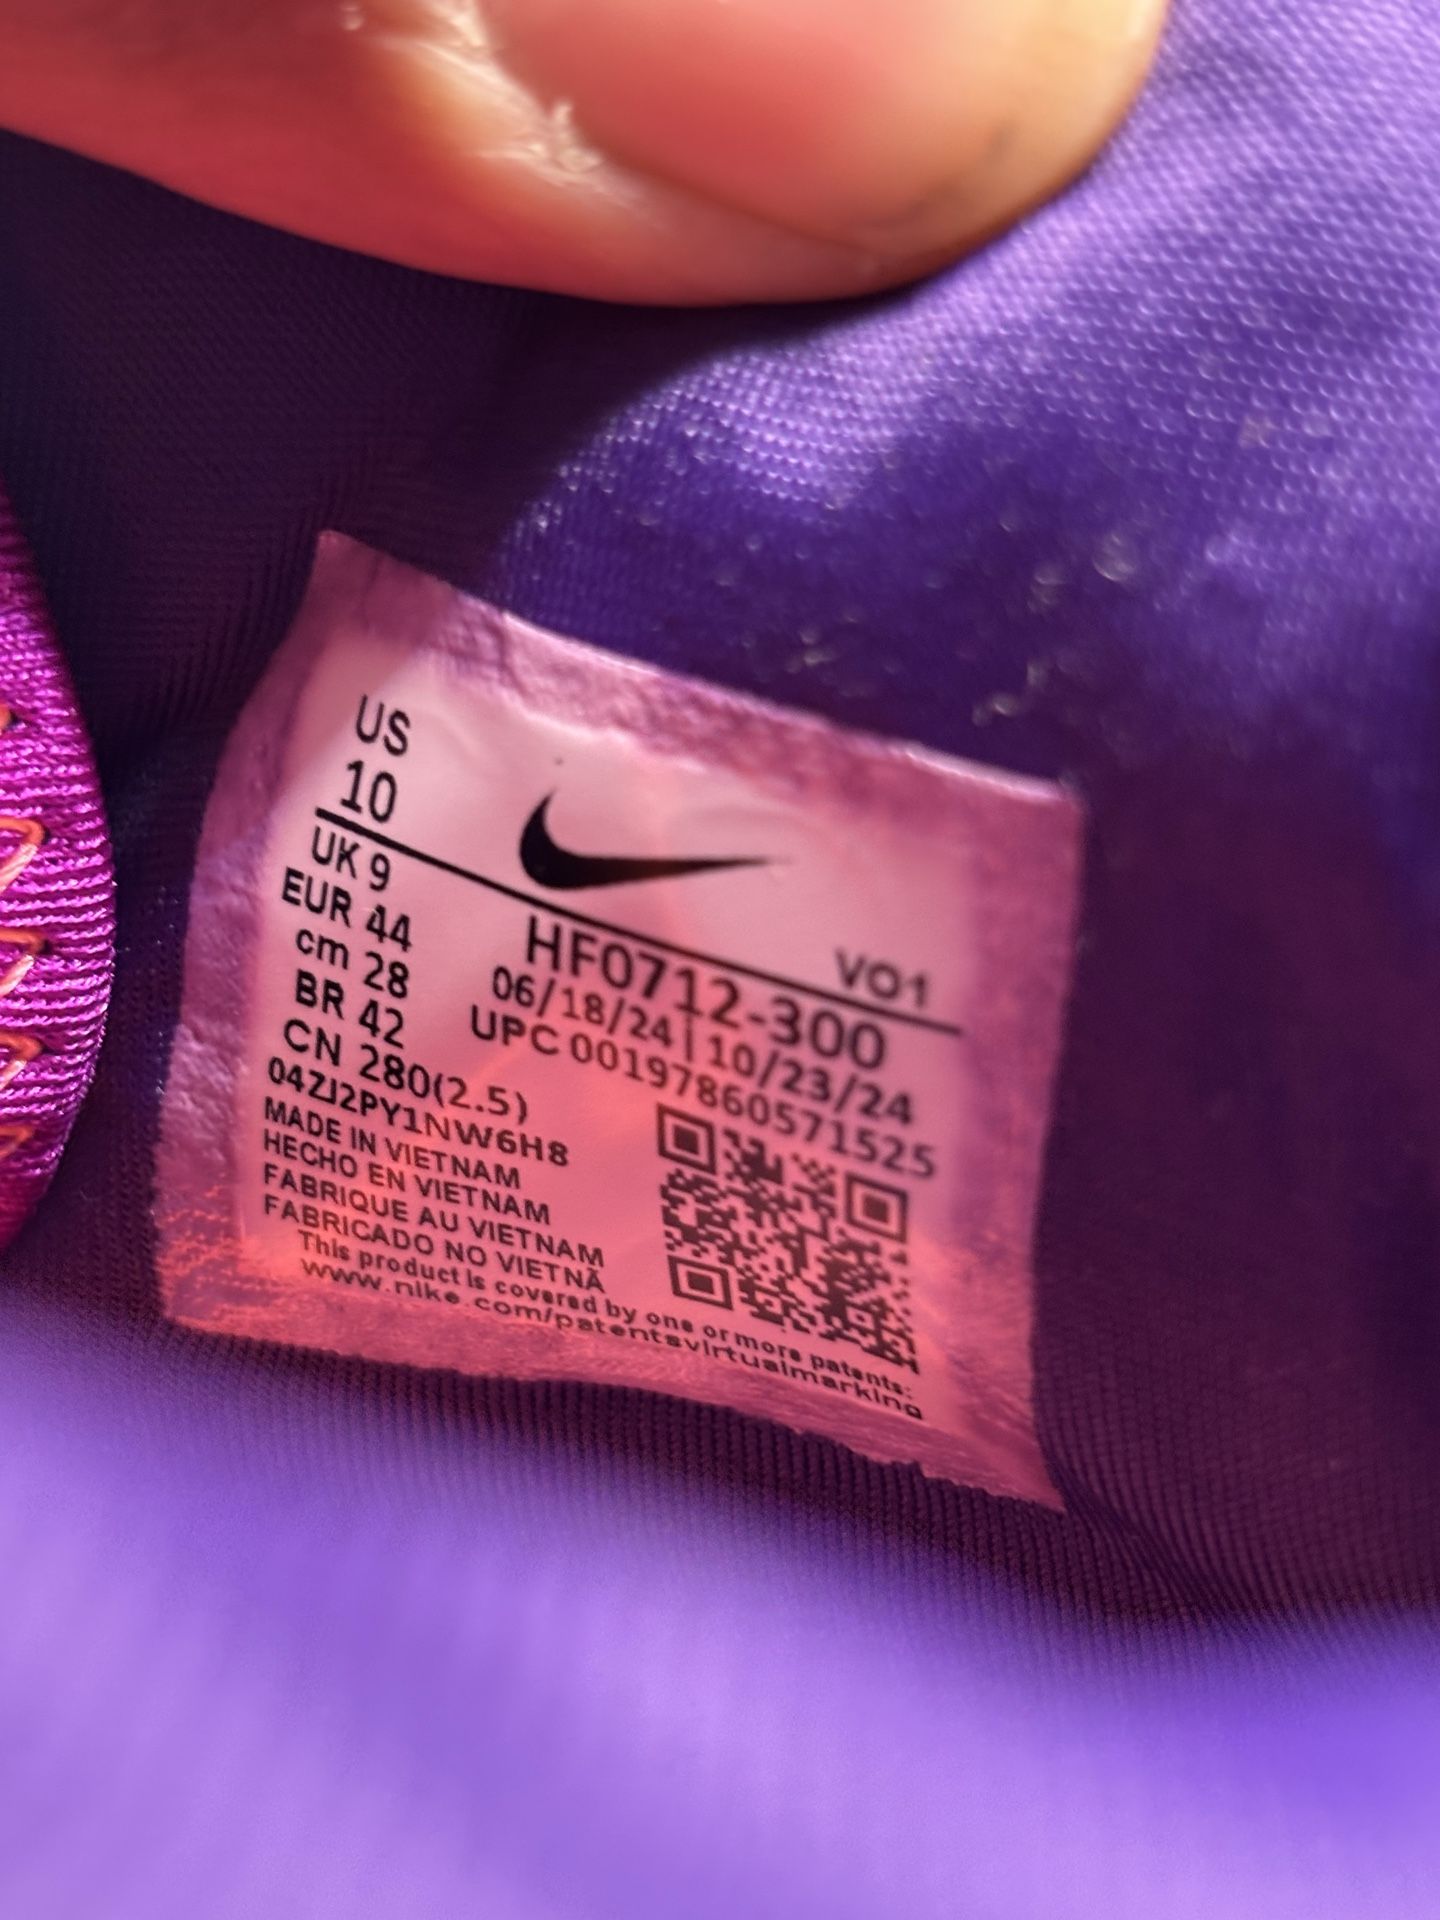 US
10
UK 9
EUR 44
cm 28
BR 42
CN 280(2.5)
04ZJ2PY1NW6H8
MADE IN VIETNAM
HECHO EN VIETNAM
FABRIQUE AU VIETNAM
FABRICADO NO VIETNÃ
VO1
HF0712-300
06/18/24|10/23/24
UPC 00197860571525
This product is covered by one or more patents:
www.nike.com/patentsvirtualmarking